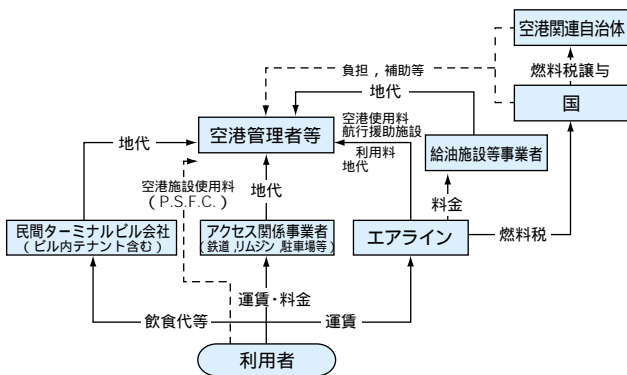 空港関連自治体
負担，補助等
燃料税譲与
国
地代
空港管理者等
空港使用料
航行援助施設
利用料
地代
給油施設等事業者
地代
空港施設使用料
(P.S.F.C.)
地代
料金
民間ターミナルビル会社
(ビル内テナント含む)
アクセス関係事業者
(鉄道,リムジン,駐車場等)
エアライン
燃料税
運賃・料金
飲食代等
運賃
利用者